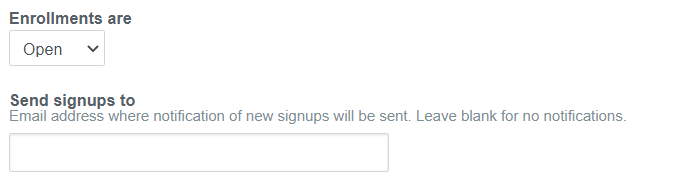 Enrollments are
Open
Send signups to
Email address where notification of new signups will be sent. Leave blank for no notifications.